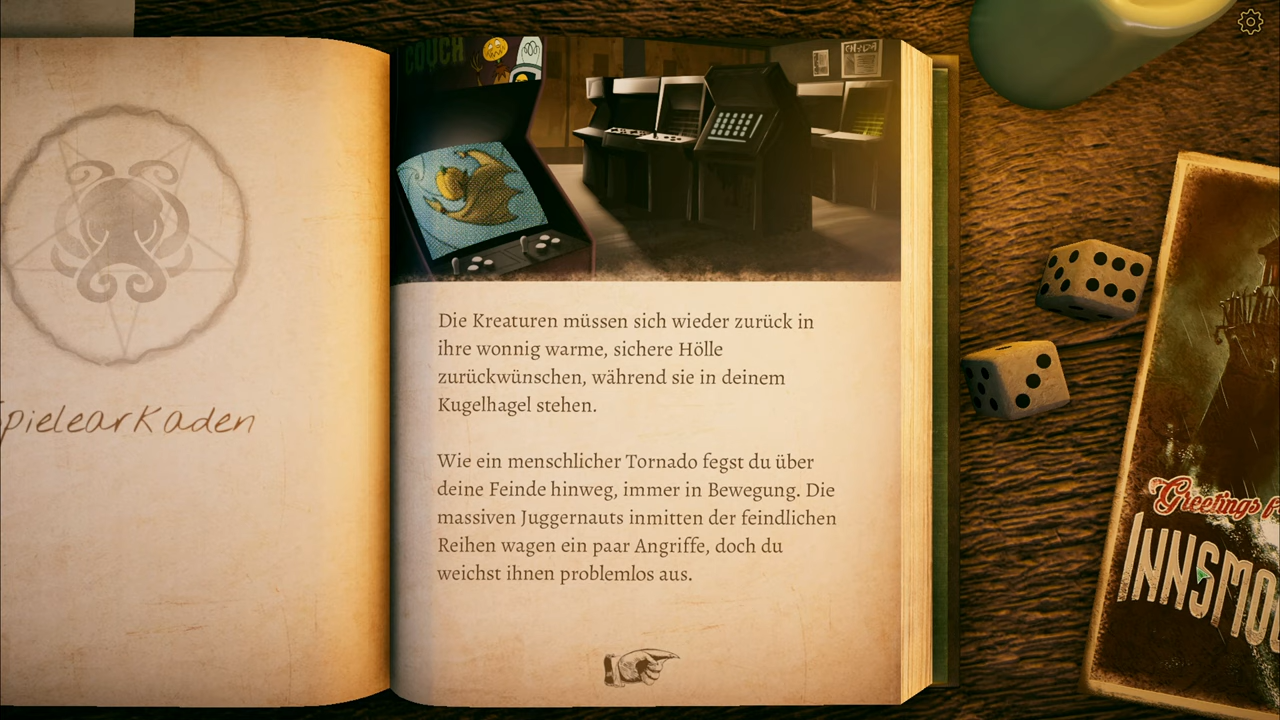 COUCH
Spielearkaden
Die Kreaturen müssen sich wieder zurück in
ihre wonnig warme, sichere Hölle
zurückwünschen, während sie in deinem
Kugelhagel stehen.
Wie ein menschlicher Tornado fegst du über
deine Feinde hinweg, immer in Bewegung. Die
massiven Juggernauts inmitten der feindlichen
Reihen wagen ein paar Angriffe, doch du
weichst ihnen problemlos aus.
Greetings f
INNSMO